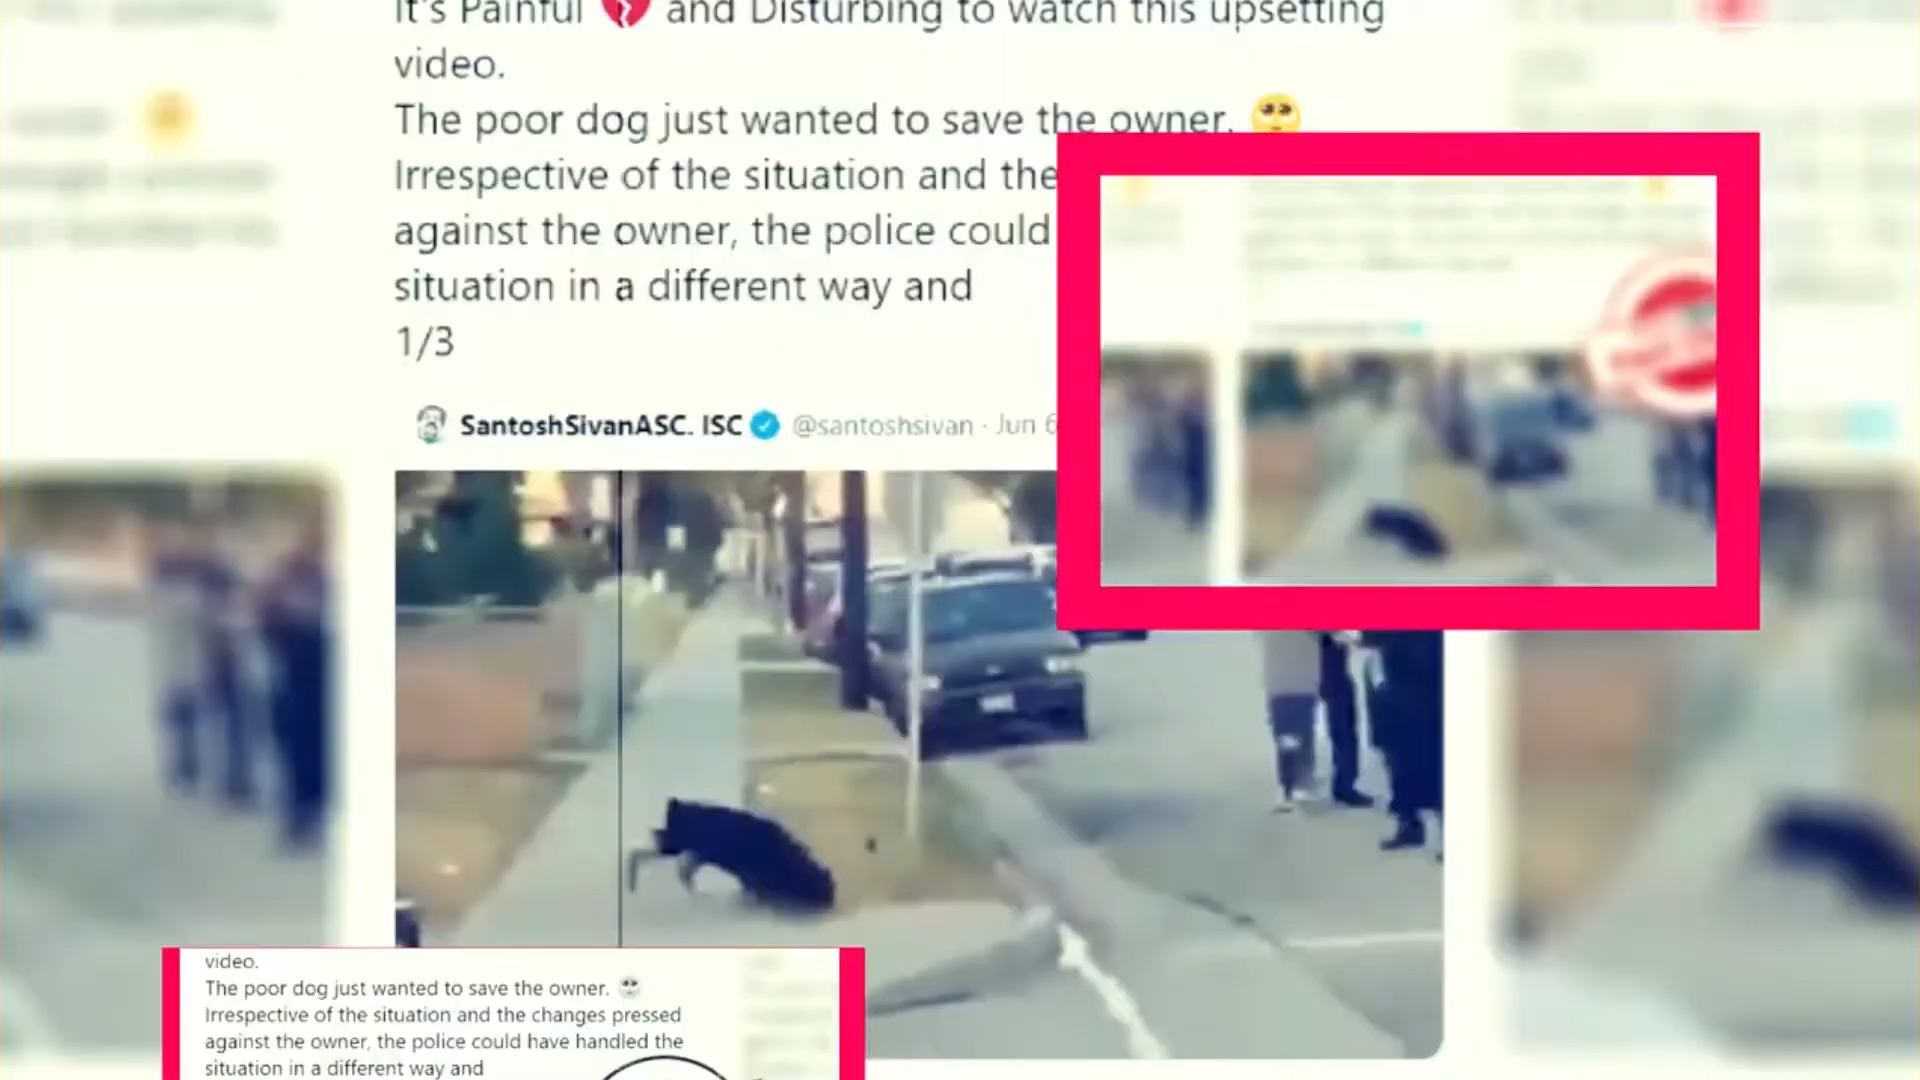 It's Painful 💔 and Disturbing to watch this upsetting
video.
The poor dog just wanted to save the owner. 🥺
Irrespective of the situation and the
against the owner, the police could
situation in a different way and
1/3
SantoshSivanASC. ISC @santoshsivan · Jun 6
video.
The poor dog just wanted to save the owner. 🥺
Irrespective of the situation and the changes pressed
against the owner, the police could have handled the
situation in a different way and